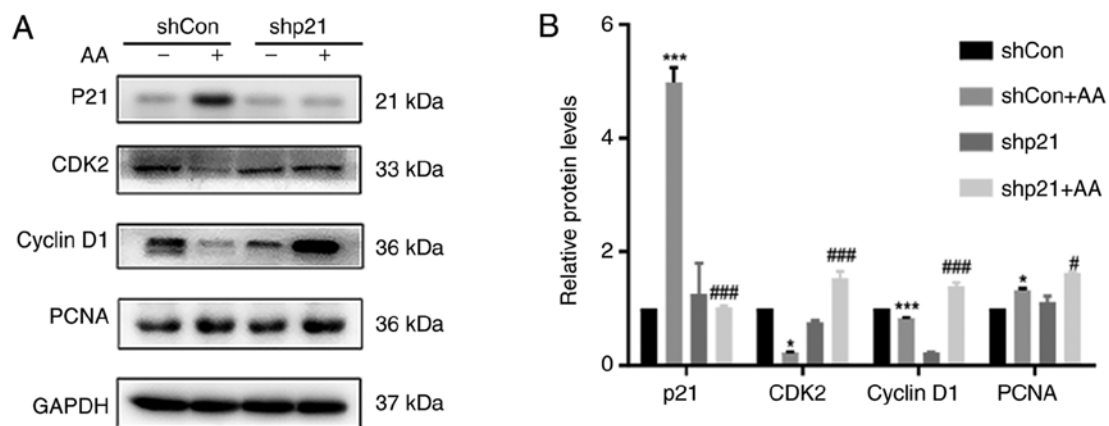 A
shCon shp21
AA − + − +
P21 21 kDa
CDK2 33 kDa
Cyclin D1 36 kDa
PCNA 36 kDa
GAPDH 37 kDa
B
Relative protein levels
6
4
2
0
*** ### * ### *** ### * #
p21 CDK2 Cyclin D1 PCNA
shCon
shCon+AA
shp21
shp21+AA